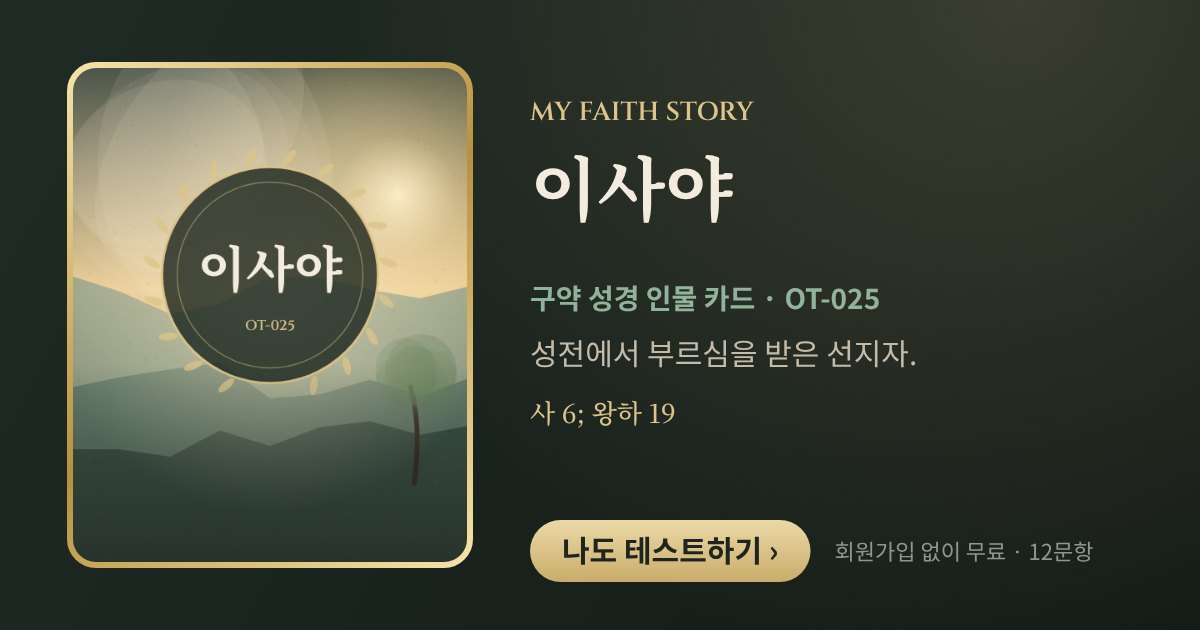 이사야
OT-025
MY FAITH STORY
이사야
구약 성경 인물 카드 · OT-025
성전에서 부르심을 받은 선지자.
사 6; 왕하 19
나도 테스트하기 ›
회원가입 없이 무료 · 12문항